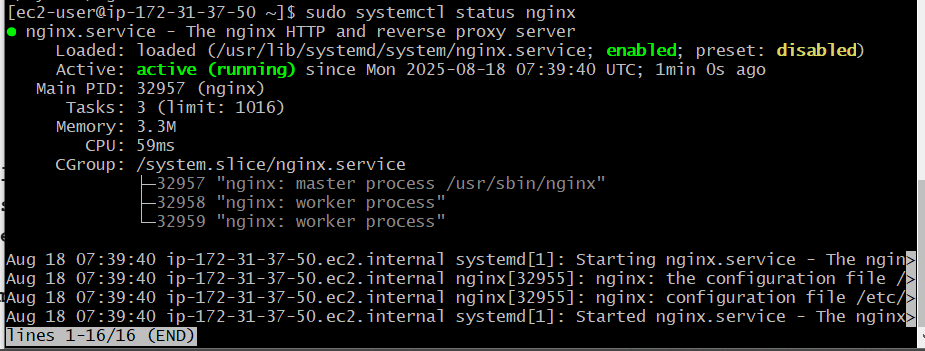 [ec2-user@ip-172-31-37-50 ~]$ sudo systemctl status nginx
● nginx.service - The nginx HTTP and reverse proxy server
     Loaded: loaded (/usr/lib/systemd/system/nginx.service; enabled; preset: disabled)
     Active: active (running) since Mon 2025-08-18 07:39:40 UTC; 1min 0s ago
   Main PID: 32957 (nginx)
      Tasks: 3 (limit: 1016)
     Memory: 3.3M
        CPU: 59ms
     CGroup: /system.slice/nginx.service
             ├─32957 "nginx: master process /usr/sbin/nginx"
             ├─32958 "nginx: worker process"
             └─32959 "nginx: worker process"

Aug 18 07:39:40 ip-172-31-37-50.ec2.internal systemd[1]: Starting nginx.service - The ngin>
Aug 18 07:39:40 ip-172-31-37-50.ec2.internal nginx[32955]: nginx: the configuration file />
Aug 18 07:39:40 ip-172-31-37-50.ec2.internal nginx[32955]: nginx: configuration file /etc/>
Aug 18 07:39:40 ip-172-31-37-50.ec2.internal systemd[1]: Started nginx.service - The nginx>
lines 1-16/16 (END)